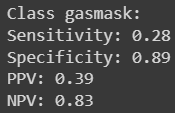 Class gasmask:
Sensitivity: 0.28
Specificity: 0.89
PPV: 0.39
NPV: 0.83